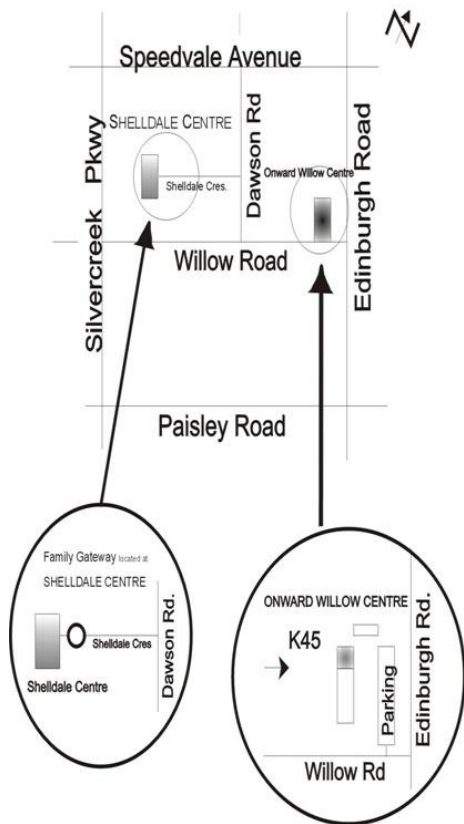 N
Speedvale Avenue
Silvercreek Pkwy
SHELLDALE CENTRE
Shelldale Cres.
Dawson Rd
Onward Willow Centre
Edinburgh Road
Willow Road
Paisley Road
Family Gateway located at
SHELLDALE CENTRE
Shelldale Cres
Shelldale Centre
Dawson Rd.
ONWARD WILLOW CENTRE
K45
Parking
Edinburgh Rd.
Willow Rd